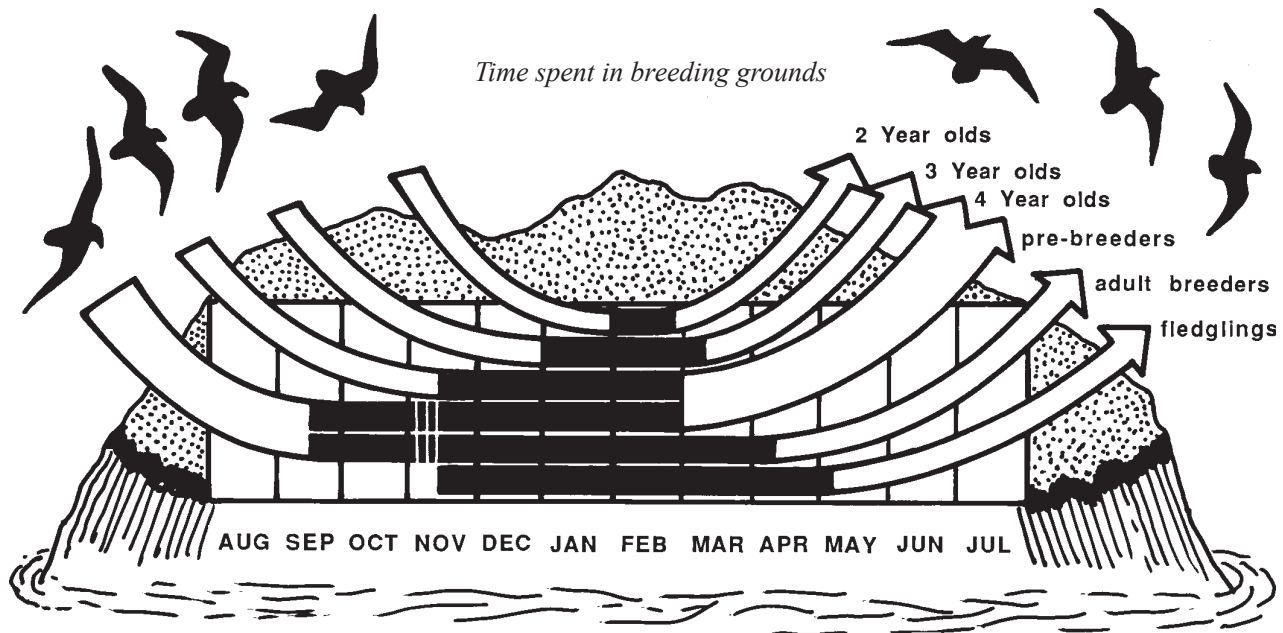 Time spent in breeding grounds
2 Year olds
3 Year olds
4 Year olds
pre-breeders
adult breeders
fledglings
AUG SEP OCT NOV DEC JAN FEB MAR APR MAY JUN JUL